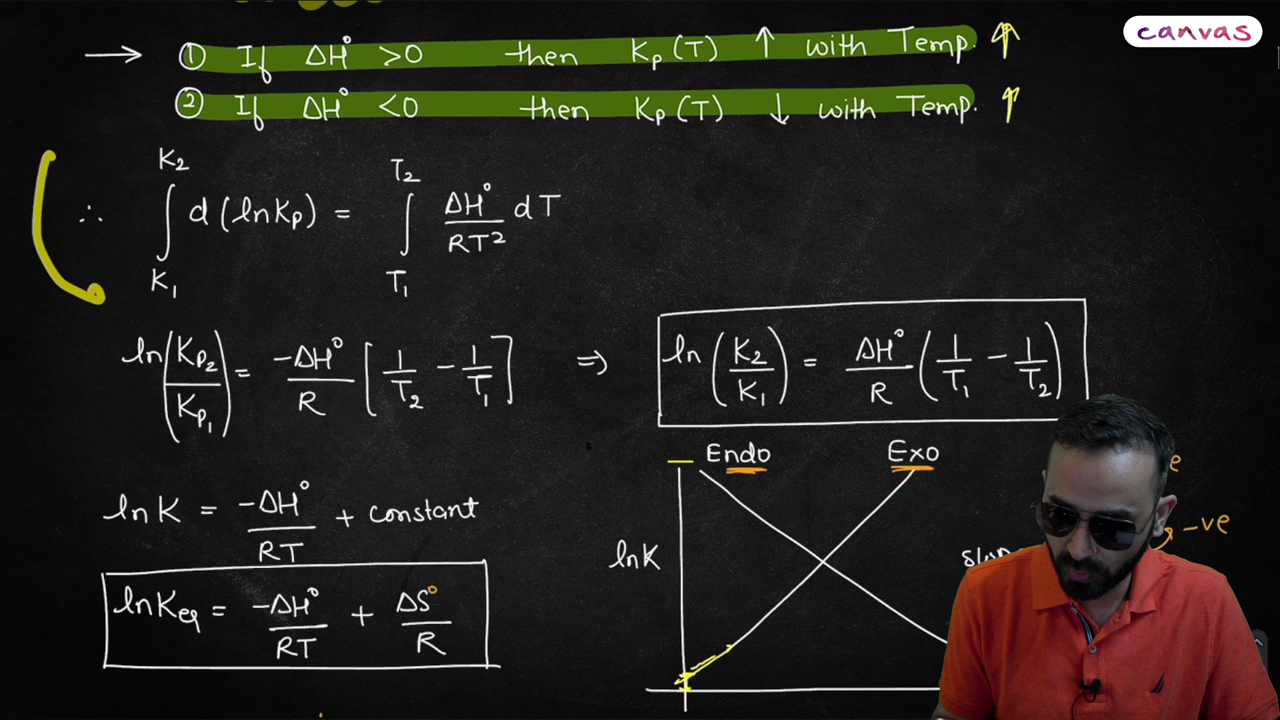 canvas
→ ① If ΔH° >0 then Kp(T) ↑ with Temp. ↑
② If ΔH° <0 then Kp(T) ↓ with Temp. ↑
∴ ∫_{K1}^{K2} d(lnKp) = ∫_{T1}^{T2} ΔH°/RT² dT
ln(Kp2/Kp1) = -ΔH°/R [1/T2 - 1/T1] ⇒ ln(K2/K1) = ΔH°/R (1/T1 - 1/T2)
Endo Exo
lnK = -ΔH°/RT + constant
-ve
lnK
lnKeq = -ΔH°/RT + ΔS°/R